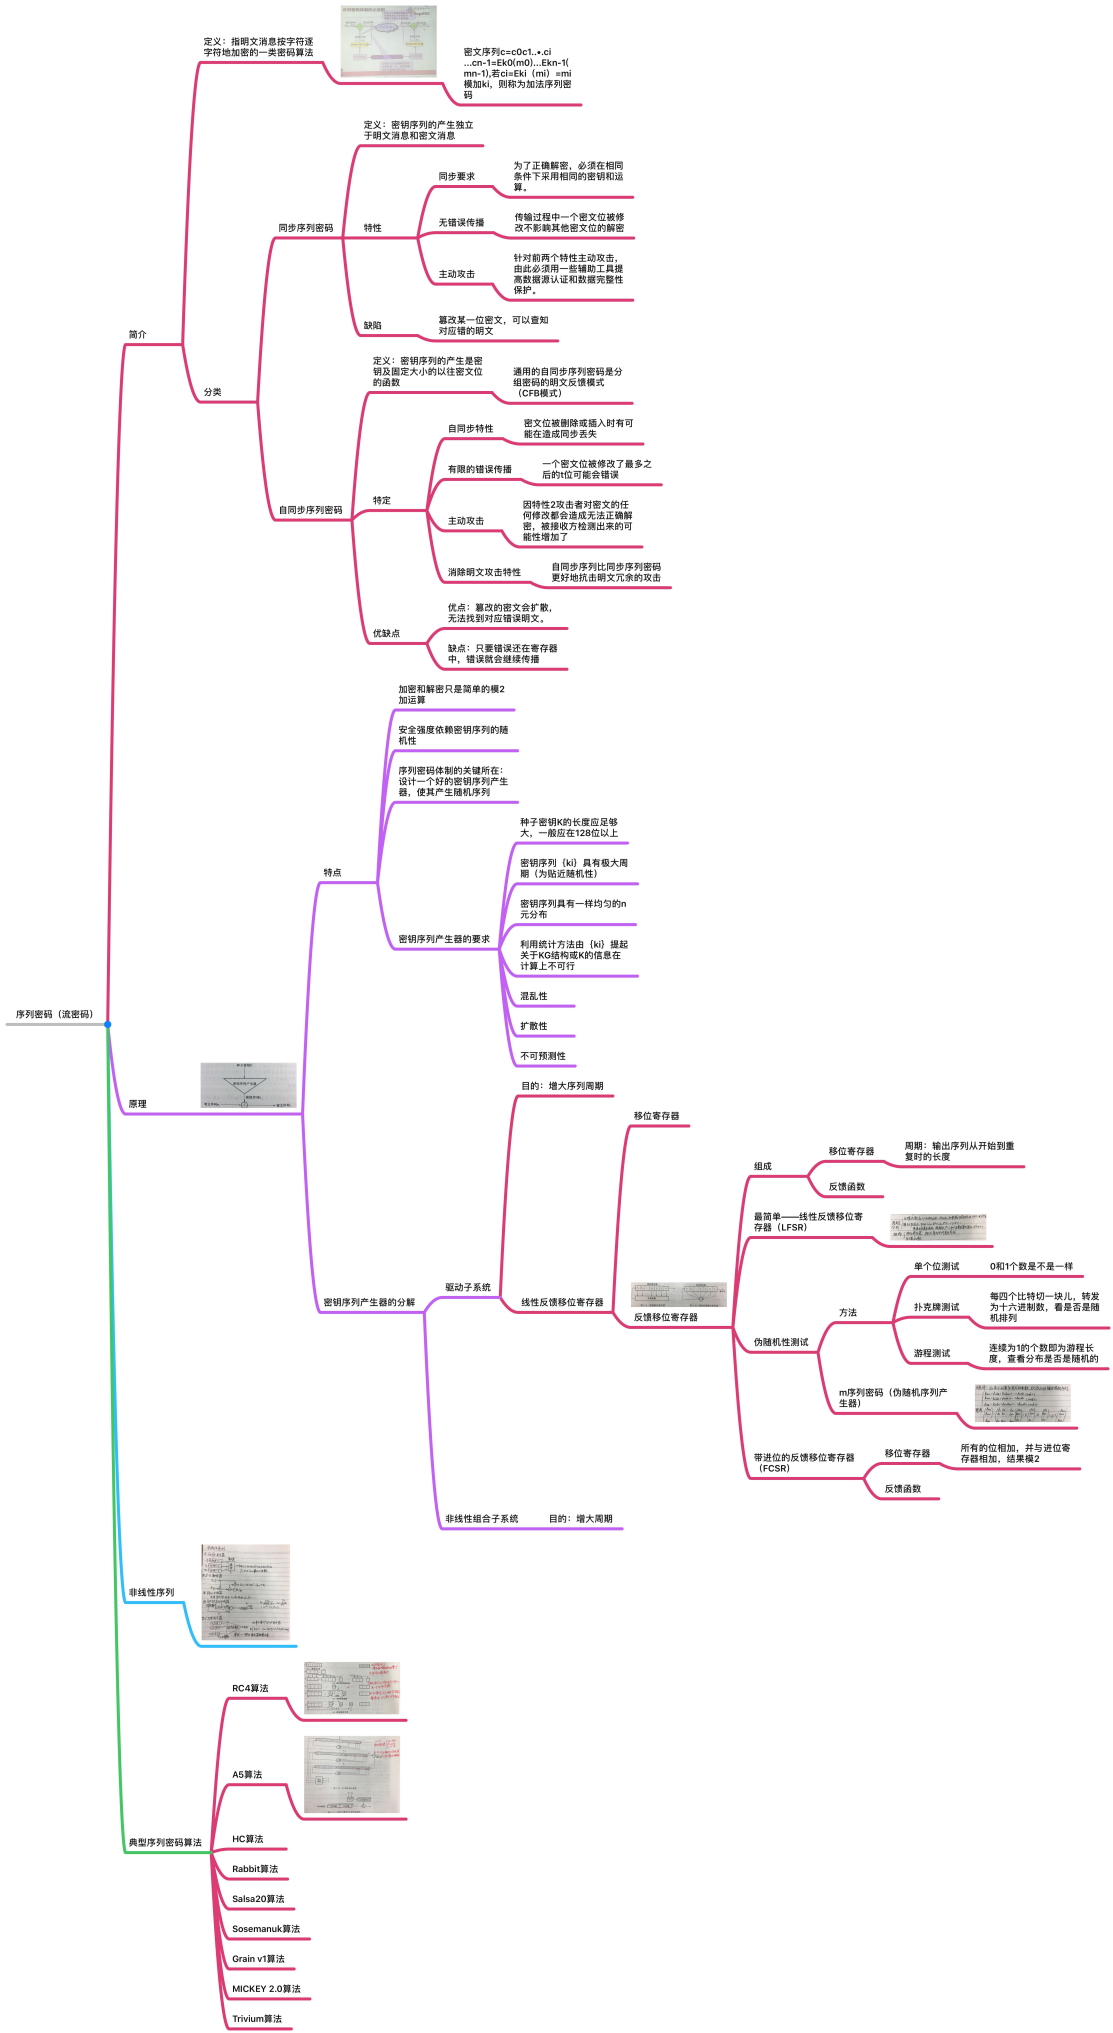 定义：指明文消息按字符逐
字符地加密的一类密码算法
密文序列c=c0c1..•.ci
...cn-1=Ek0(m0)...Ekn-1(
mn-1),若ci=Eki（mi）=mi
模加ki，则称为加法序列密
码
简介
分类
同步序列密码
定义：密钥序列的产生独立
于明文消息和密文消息
特性
同步要求
为了正确解密，必须在相同
条件下采用相同的密钥和运
算。
无错误传播
传输过程中一个密文位被修
改不影响其他密文位的解密
主动攻击
针对前两个特性主动攻击，
由此必须用一些辅助工具提
高数据源认证和数据完整性
保护。
缺陷
篡改某一位密文，可以查知
对应错的明文
自同步序列密码
定义：密钥序列的产生是密
钥及固定大小的以往密文位
的函数
通用的自同步序列密码是分
组密码的明文反馈模式
（CFB模式）
特定
自同步特性
密文位被删除或插入时有可
能在造成同步丢失
有限的错误传播
一个密文位被修改了最多之
后的t位可能会错误
主动攻击
因特性2攻击者对密文的任
何修改都会造成无法正确解
密，被接收方检测出来的可
能性增加了
消除明文攻击特性
自同步序列比同步序列密码
更好地抗击明文冗余的攻击
优缺点
优点：篡改的密文会扩散，
无法找到对应错误明文。
缺点：只要错误还在寄存器
中，错误就会继续传播
序列密码（流密码）
原理
特点
加密和解密只是简单的模2
加运算
安全强度依赖密钥序列的随
机性
序列密码体制的关键所在：
设计一个好的密钥序列产生
器，使其产生随机序列
密钥序列产生器的要求
种子密钥K的长度应足够
大，一般应在128位以上
密钥序列｛ki｝具有极大周
期（为贴近随机性）
密钥序列具有一样均匀的n
元分布
利用统计方法由｛ki｝提起
关于KG结构或K的信息在
计算上不可行
混乱性
扩散性
不可预测性
密钥序列产生器的分解
驱动子系统
目的：增大序列周期
线性反馈移位寄存器
移位寄存器
反馈移位寄存器
组成
移位寄存器
周期：输出序列从开始到重
复时的长度
反馈函数
最简单——线性反馈移位寄
存器（LFSR）
伪随机性测试
方法
单个位测试
0和1个数是不是一样
扑克牌测试
每四个比特切一块儿，转发
为十六进制数，看是否是随
机排列
游程测试
连续为1的个数即为游程长
度，查看分布是否是随机的
m序列密码（伪随机序列产
生器）
带进位的反馈移位寄存器
（FCSR）
移位寄存器
所有的位相加，并与进位寄
存器相加，结果模2
反馈函数
非线性组合子系统
目的：增大周期
非线性序列
典型序列密码算法
RC4算法
A5算法
HC算法
Rabbit算法
Salsa20算法
Sosemanuk算法
Grain v1算法
MICKEY 2.0算法
Trivium算法